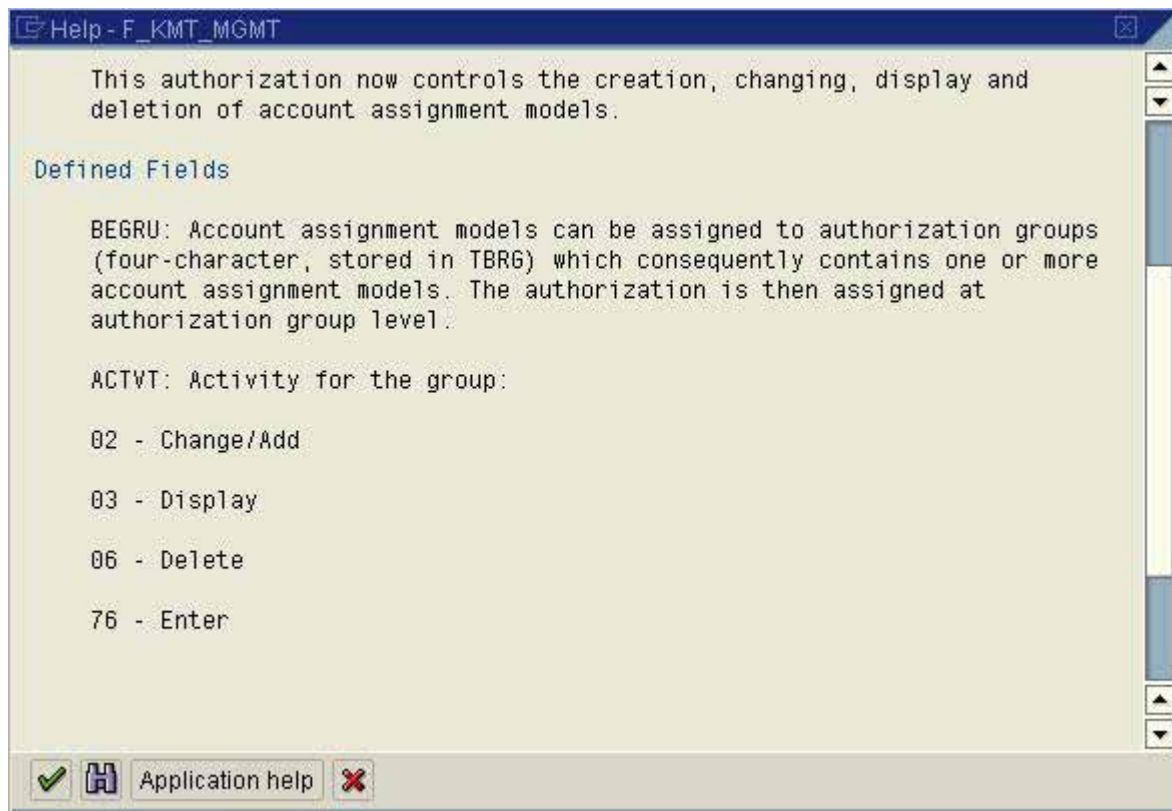 Help - F_KMT_MGMT
This authorization now controls the creation, changing, display and
deletion of account assignment models.
Defined Fields
BEGRU: Account assignment models can be assigned to authorization groups
(four-character, stored in TBRG) which consequently contains one or more
account assignment models. The authorization is then assigned at
authorization group level.
ACTVT: Activity for the group:
02 - Change/Add
03 - Display
06 - Delete
76 - Enter
Application help